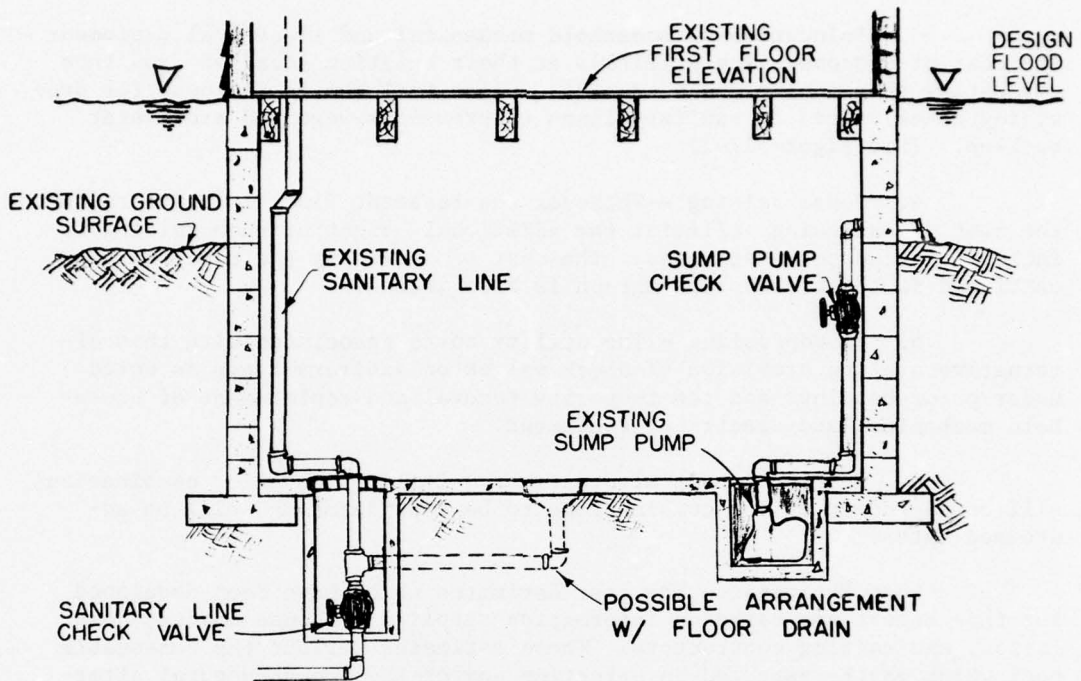 EXISTING
FIRST FLOOR
ELEVATION
DESIGN
FLOOD
LEVEL
EXISTING GROUND
SURFACE
EXISTING
SANITARY LINE
SUMP PUMP
CHECK VALVE
EXISTING
SUMP PUMP
SANITARY LINE
CHECK VALVE
POSSIBLE ARRANGEMENT
W/ FLOOR DRAIN